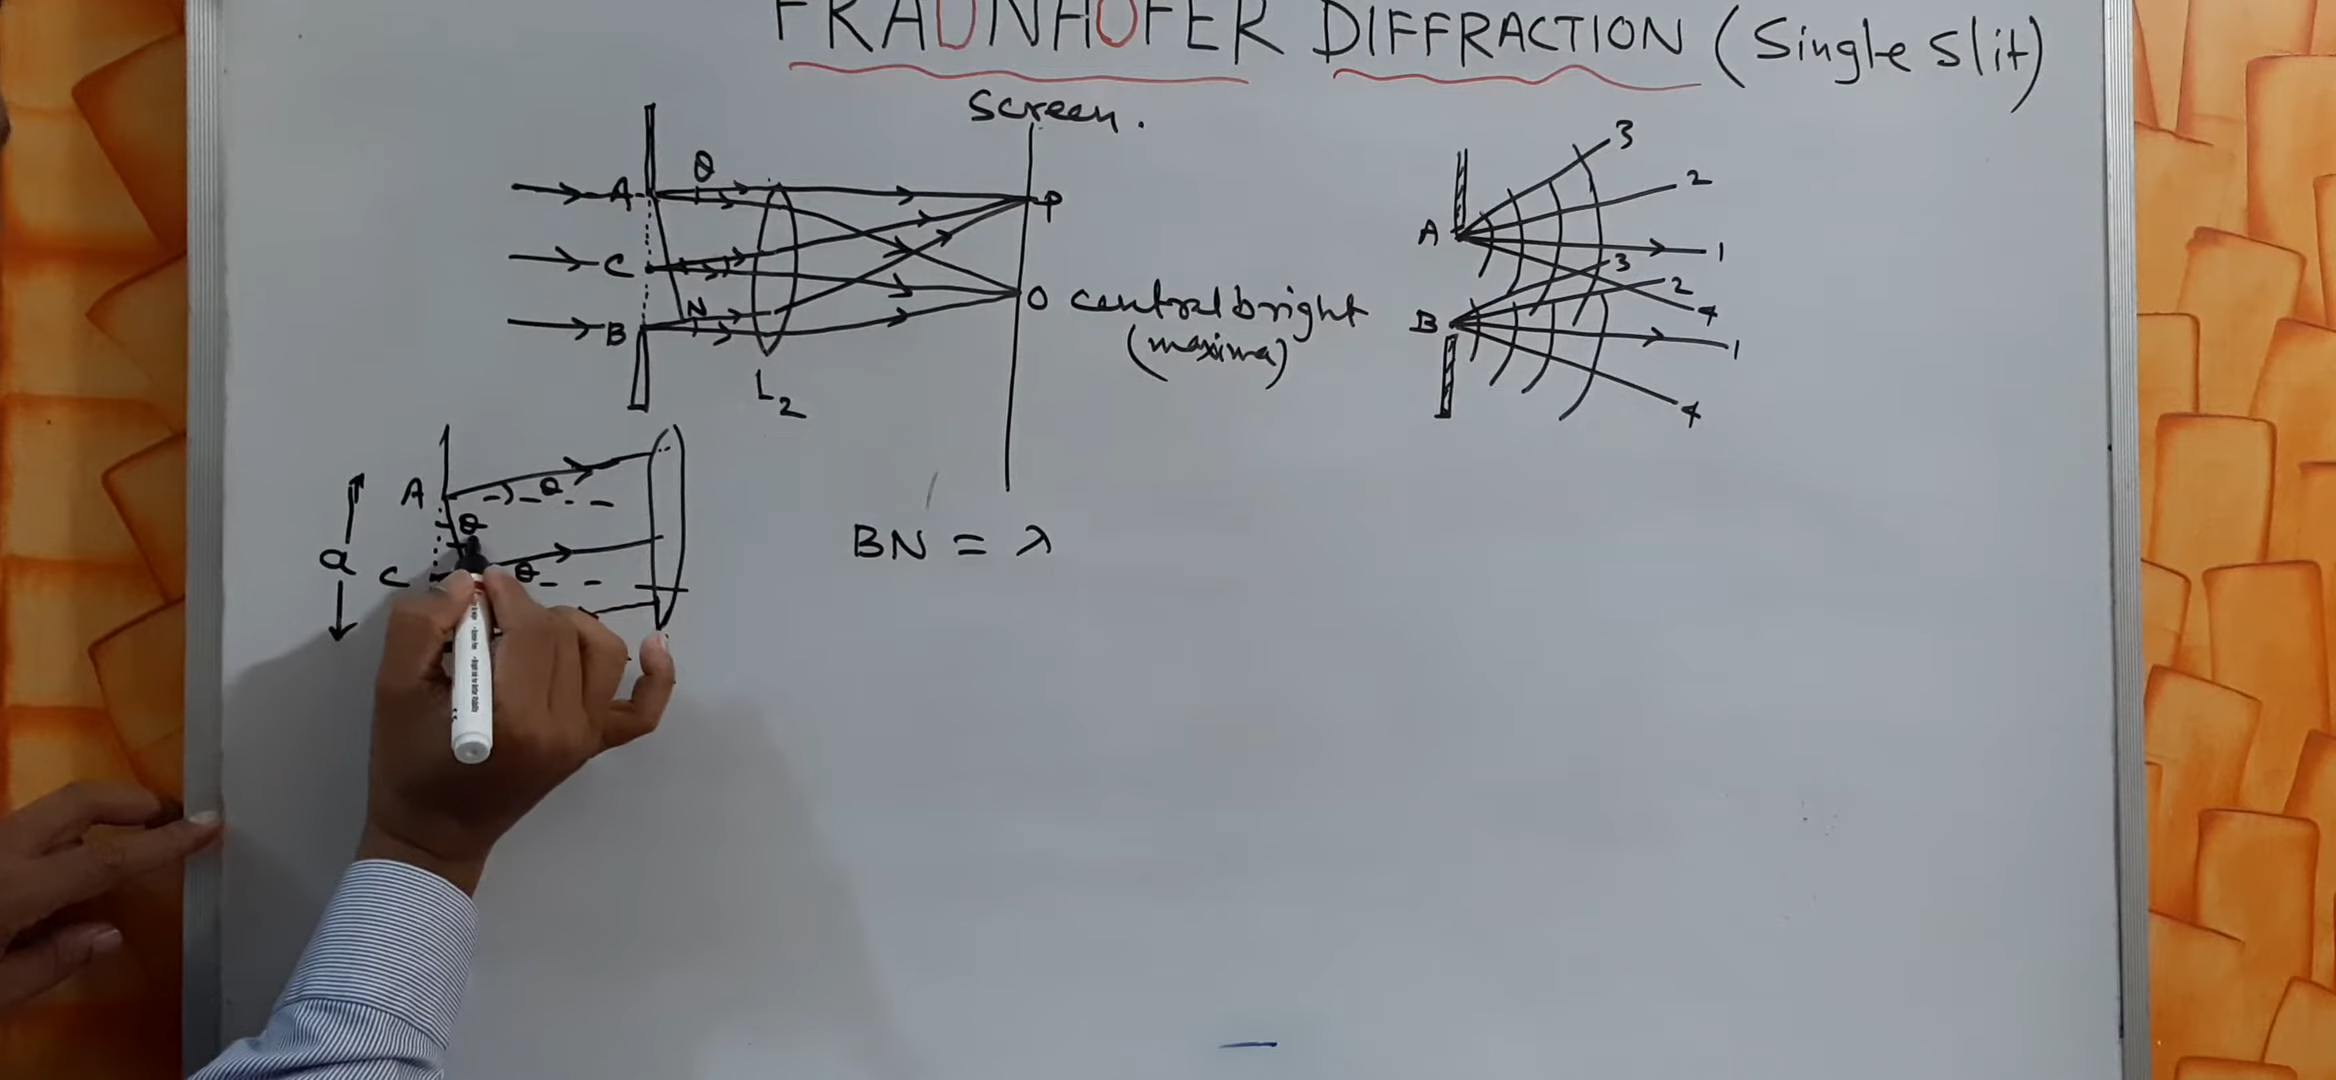 FRAUNHOFER DIFFRACTION (Single Slit)
Screen.
A θ P
C
B N
O central bright
(maxima)
L2
A 3
2
1
B 3
2
4
1
4
A θ
θ
a
C θ
BN = λ